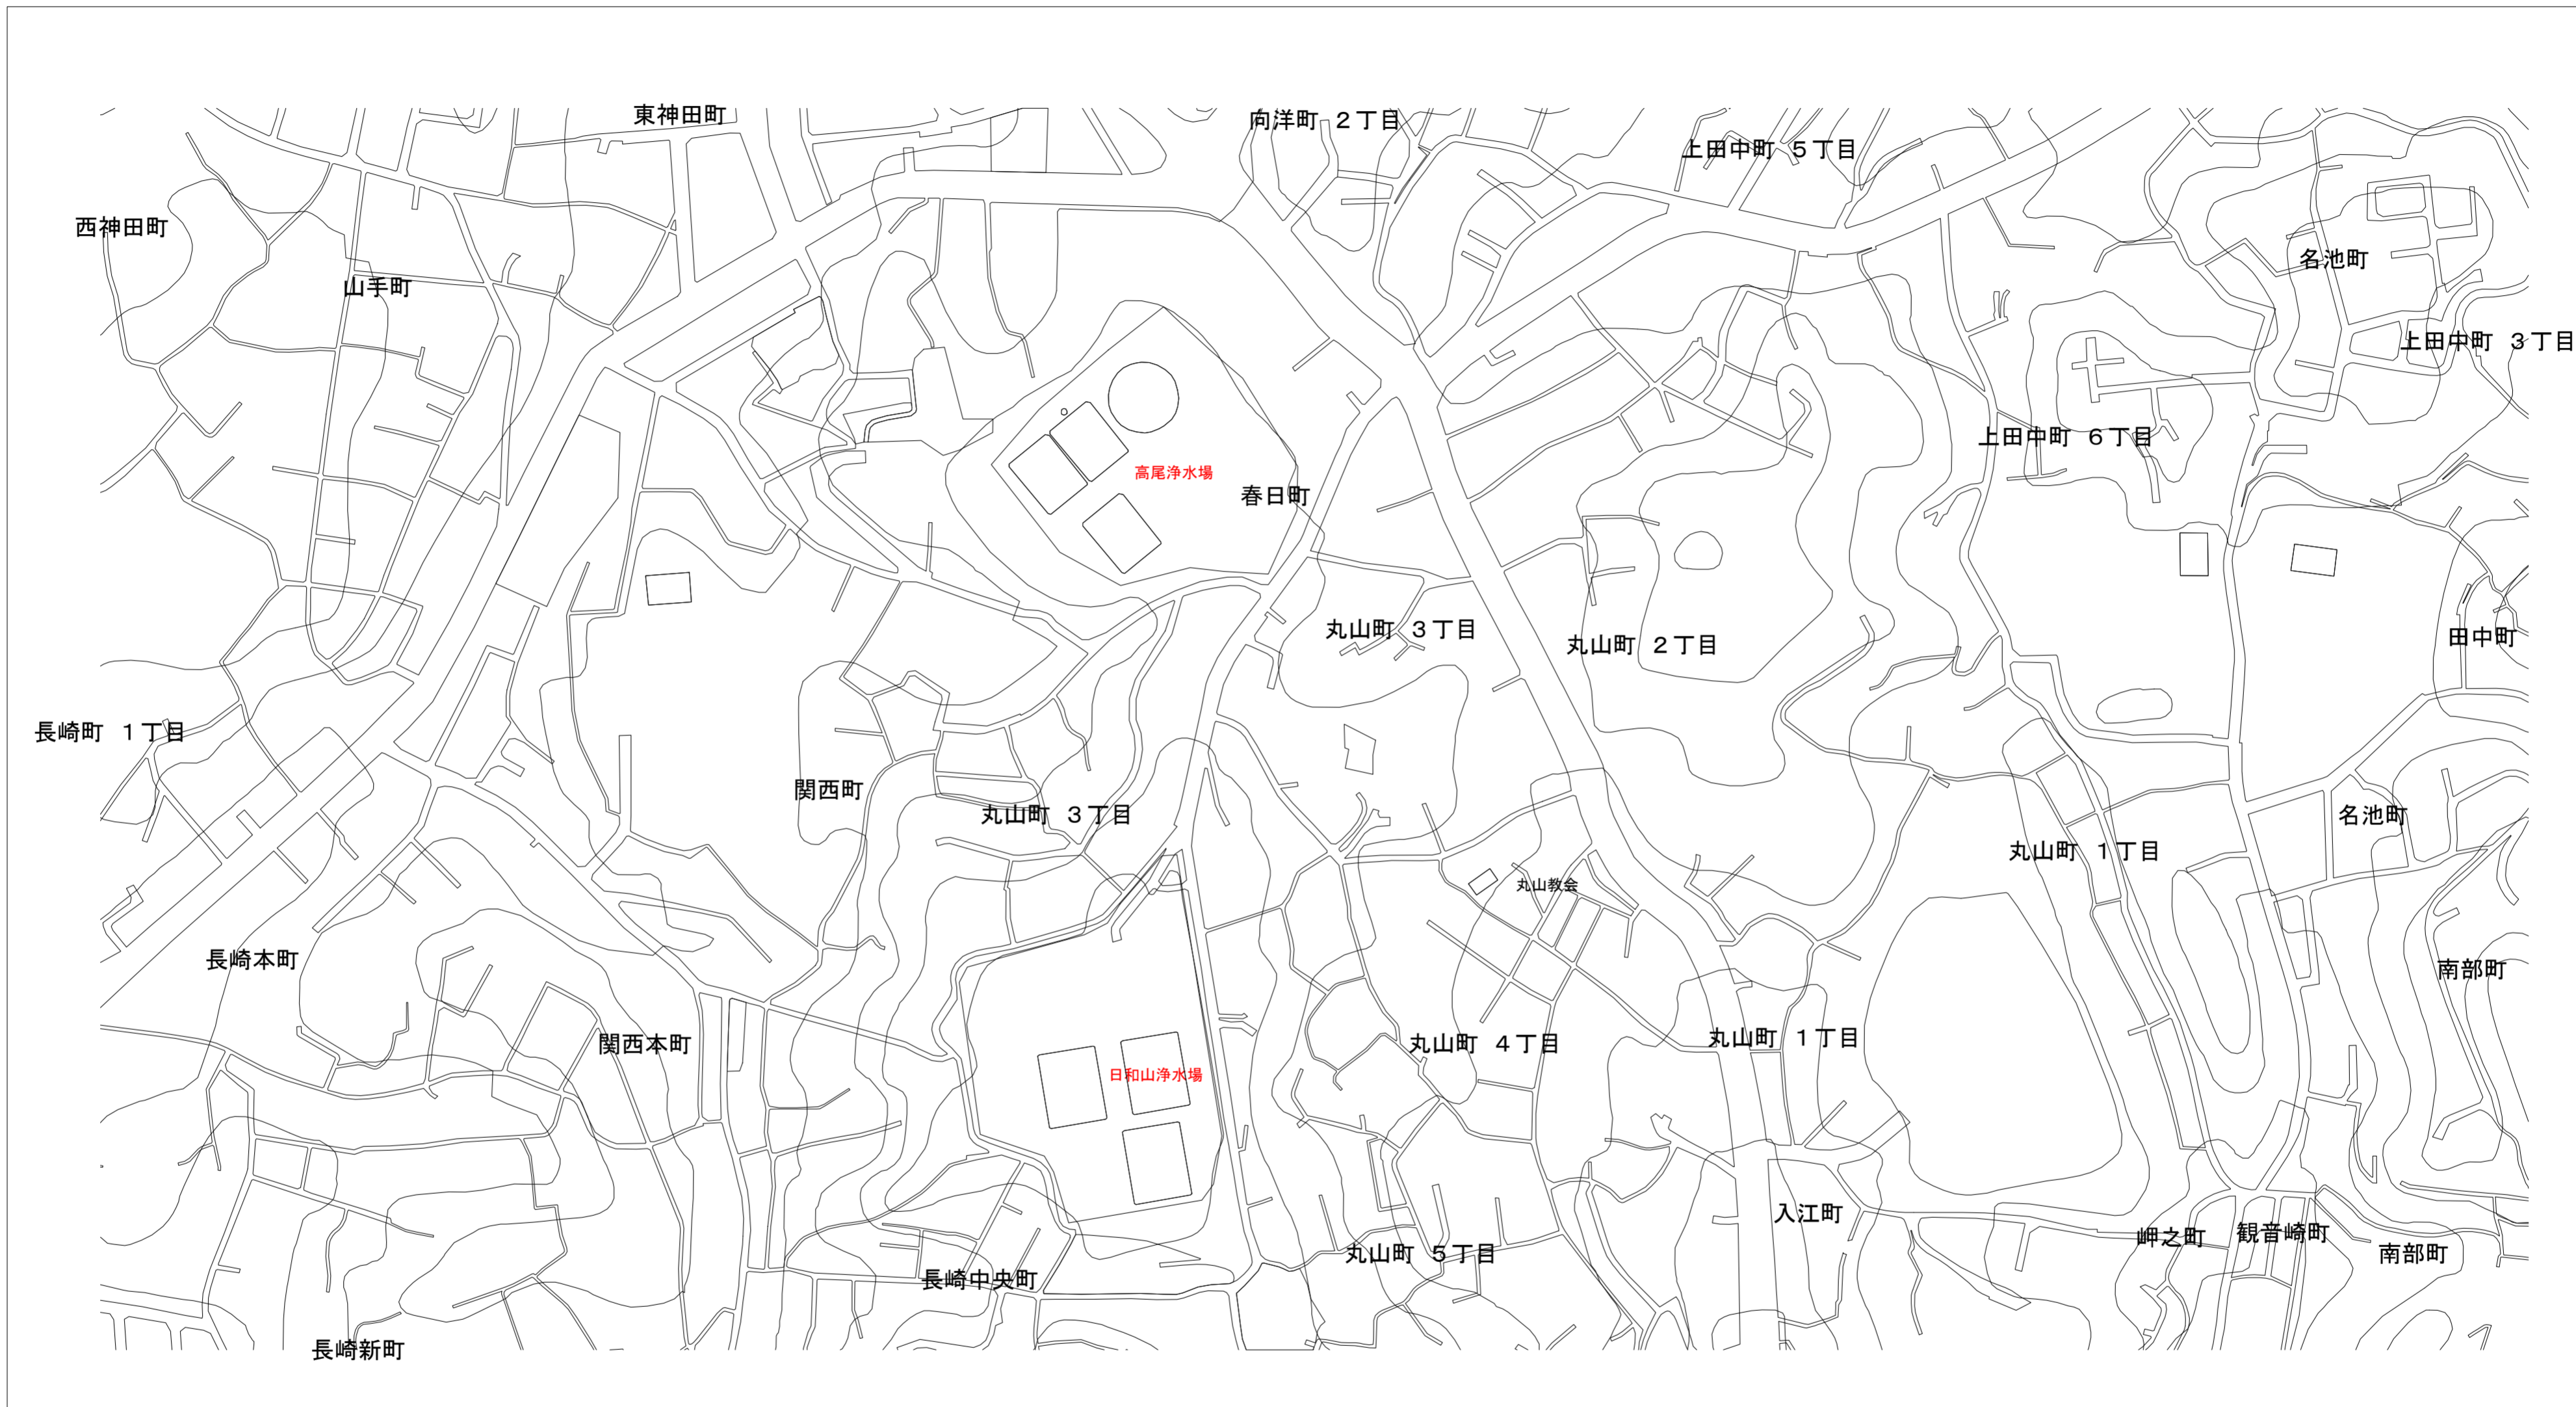 東神田町
向洋町　２丁目
上田中町　５丁目
西神田町
名池町
山手町
上田中町　３丁目
上田中町　６丁目
高尾浄水場
春日町
丸山町　３丁目
田中町
丸山町　２丁目
長崎町　１丁目
関西町
丸山町　３丁目
名池町
丸山町　１丁目
丸山教会
長崎本町
南部町
丸山町　１丁目
関西本町
丸山町　４丁目
日和山浄水場
入江町
観音崎町
岬之町
丸山町　５丁目
南部町
長崎中央町
長崎新町